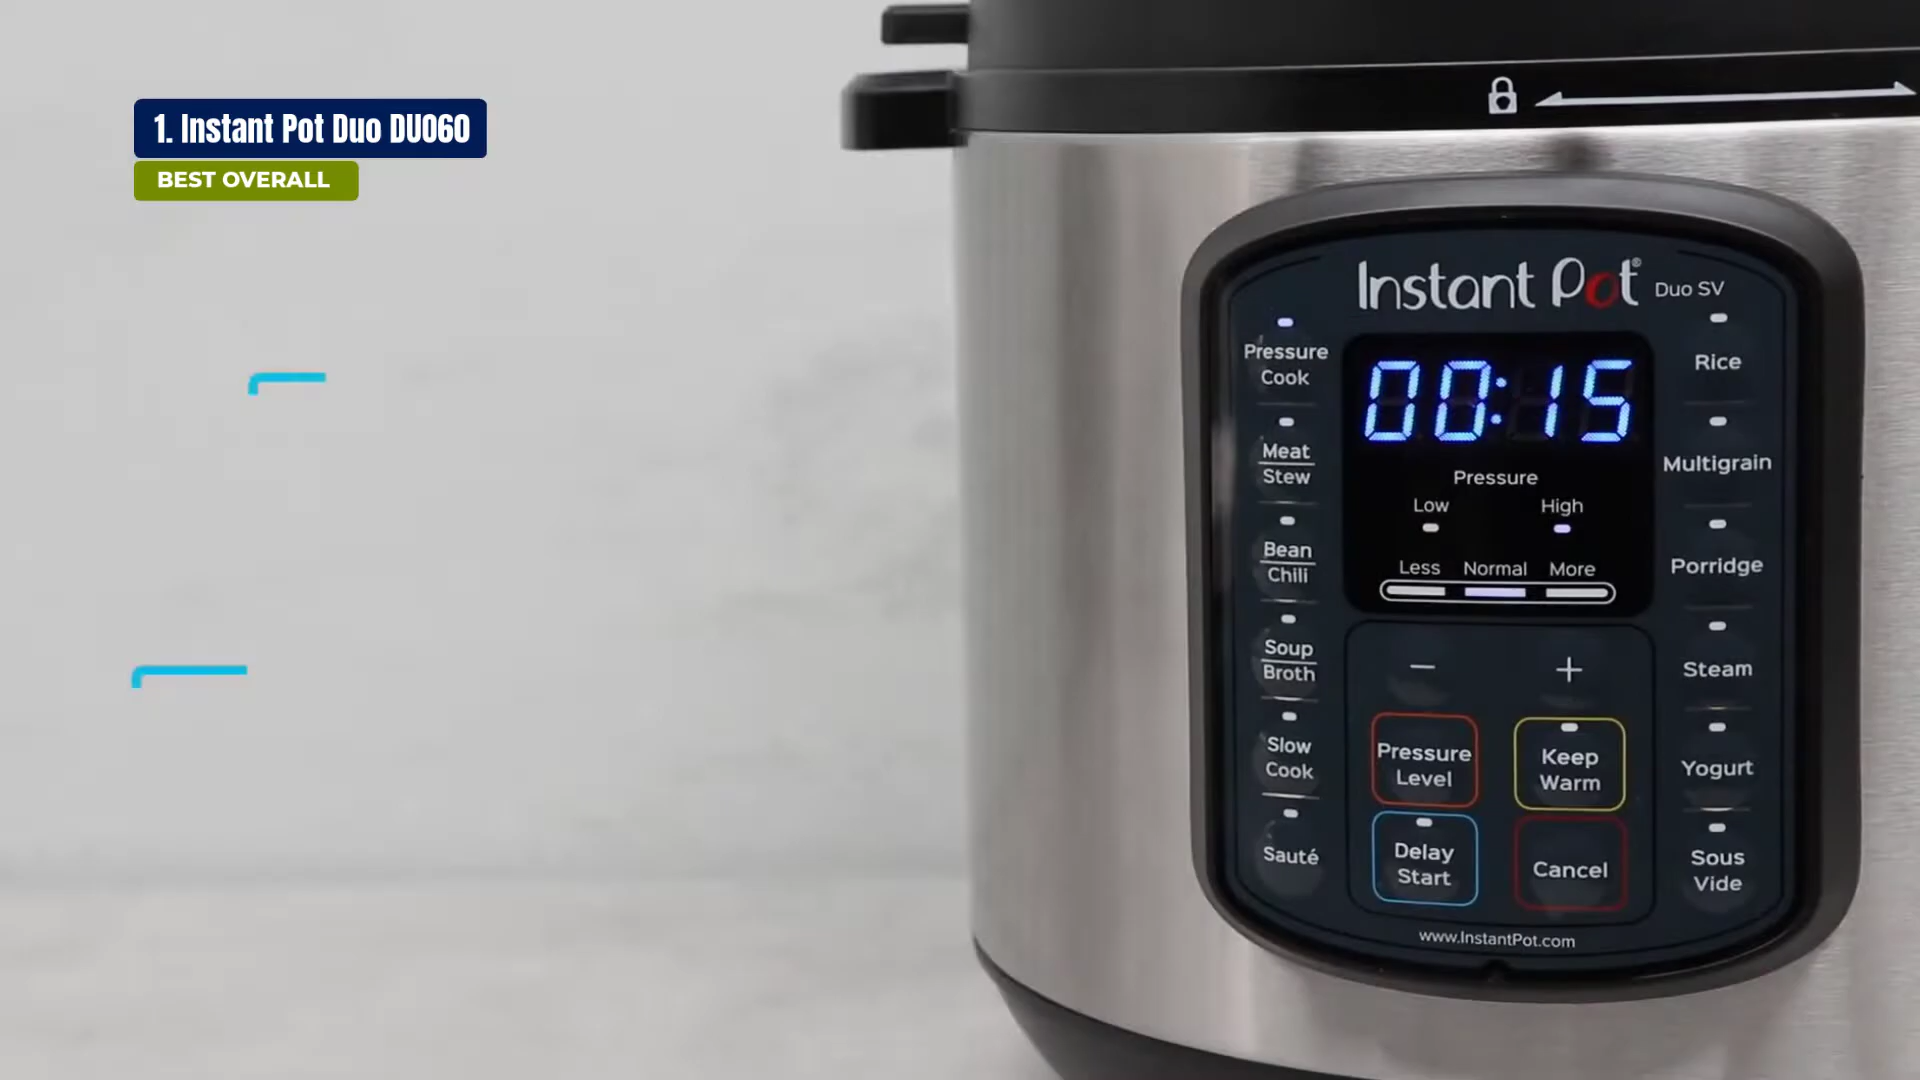 1. Instant Pot Duo DUO60
BEST OVERALL
Instant Pot® Duo SV
Pressure
Cook
Meat
Stew
Bean
Chili
Soup
Broth
Slow
Cook
Sauté
00:15
Pressure
Low High
Less Normal More
− +
Pressure
Level
Keep
Warm
Delay
Start
Cancel
Rice
Multigrain
Porridge
Steam
Yogurt
Sous
Vide
www.InstantPot.com